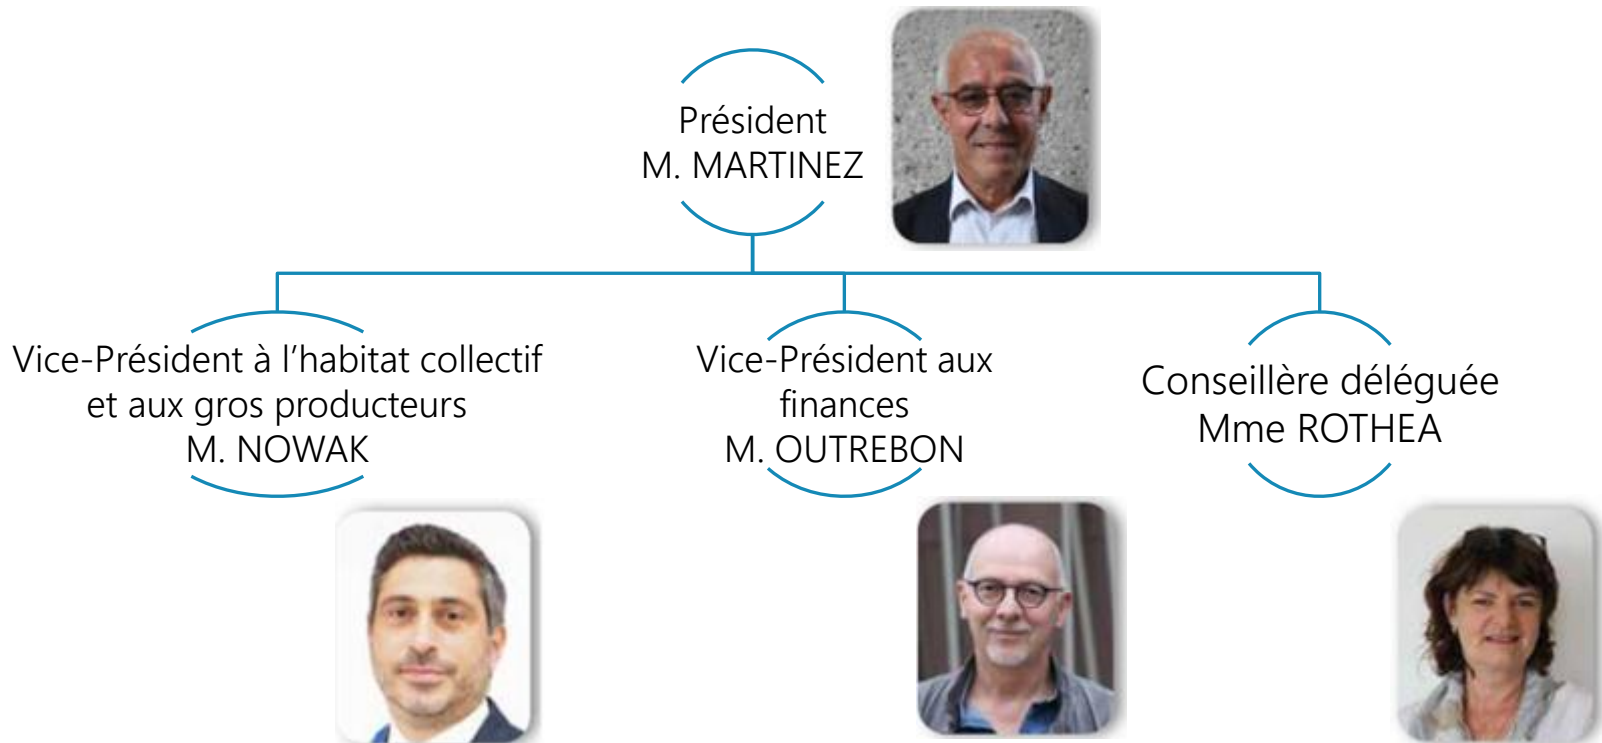 Président
M. MARTINEZ
Vice-Président à l’habitat collectif
et aux gros producteurs
M. NOWAK
Vice-Président aux
finances
M. OUTREBON
Conseillère déléguée
Mme ROTHEA